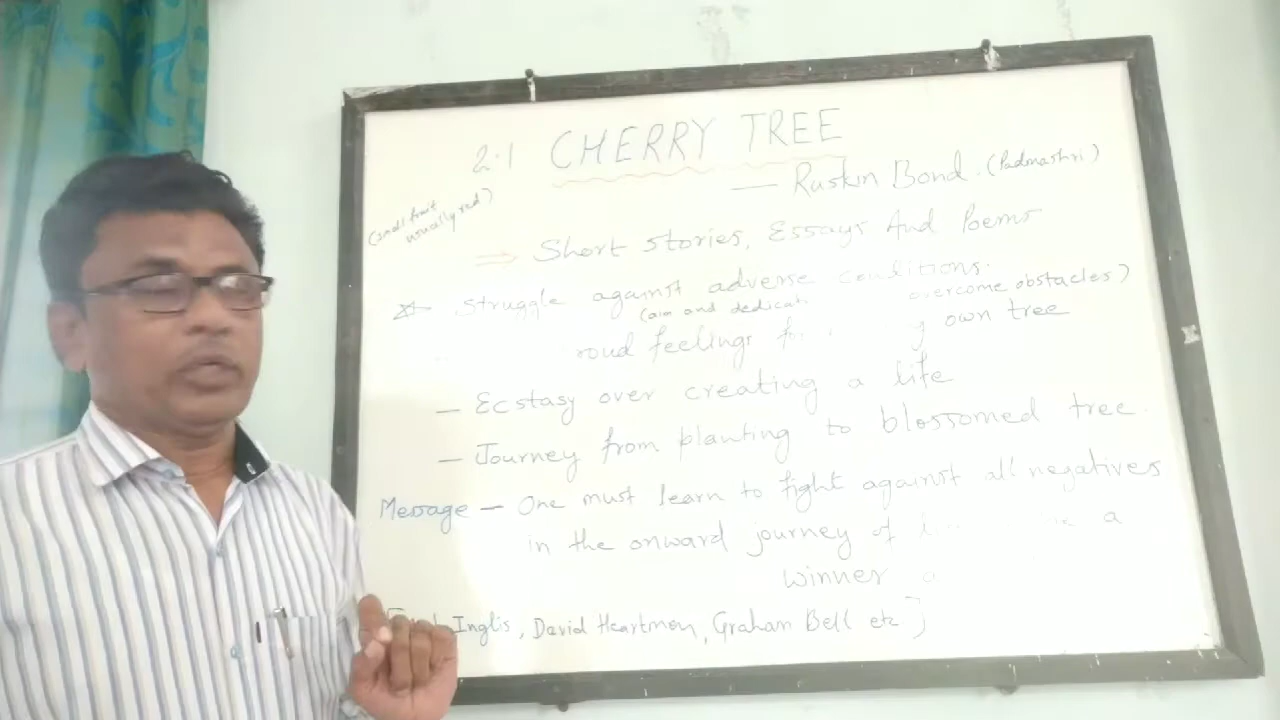 2.1 CHERRY TREE
— Ruskin Bond. (Padmashri)
(small fruit
usually red)
⇒ Short stories, Essays And Poems
Struggle against adverse conditions.
(aim and dedicati overcome obstacles)
roud feelings f g own tree
— Ecstasy over creating a life
— Journey from planting to blossomed tree.
Message — One must learn to fight against all negatives
in the onward journey of a
winner
Inglis, David Heartmon, Graham Bell etc]